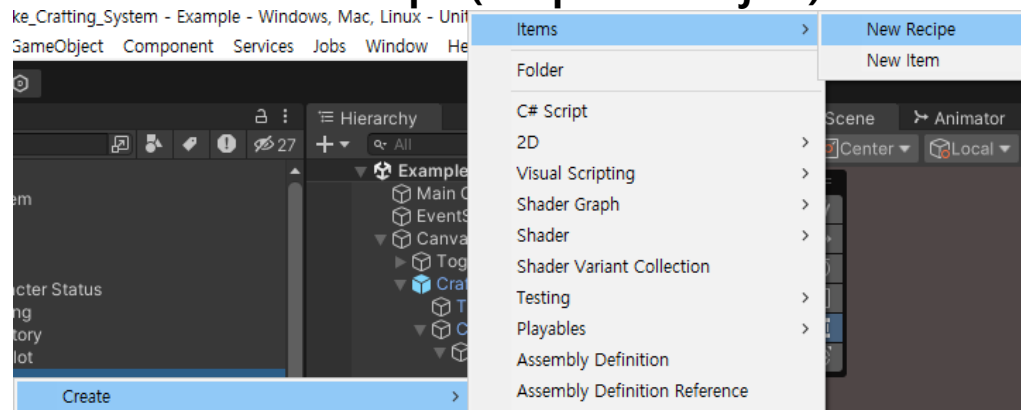 ke_Crafting_System - Example - Windows, Mac, Linux - Unit
GameObject Component Services Jobs Window He
Items
New Recipe
New Item
Folder
27
Hierarchy
All
Scene
Animator
C# Script
2D
Center
Local
Example
Visual Scripting
em
Main C
Shader Graph
EventS
Shader
Canva
Tog
Shader Variant Collection
cter Status
Craf
Testing
ng
T
tory
C
Playables
lot
Assembly Definition
Create
Assembly Definition Reference